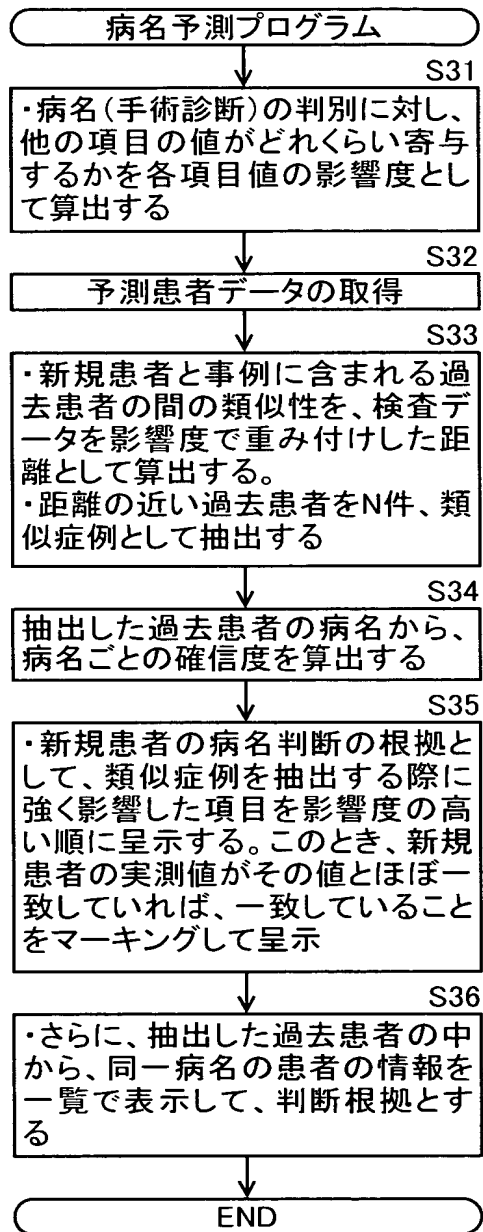 病名予測プログラム
S31
・病名(手術診断)の判別に対し、
他の項目の値がどれくらい寄与
するかを各項目値の影響度とし
て算出する
S32
予測患者データの取得
S33
・新規患者と事例に含まれる過
去患者の間の類似性を、検査デ
ータを影響度で重み付けした距
離として算出する。
・距離の近い過去患者をN件、類
似症例として抽出する
S34
抽出した過去患者の病名から、
病名ごとの確信度を算出する
S35
・新規患者の病名判断の根拠と
して、類似症例を抽出する際に
強く影響した項目を影響度の高
い順に呈示する。このとき、新規
患者の実測値がその値とほぼ一
致していれば、一致していること
をマーキングして呈示
S36
・さらに、抽出した過去患者の中
から、同一病名の患者の情報を
一覧で表示して、判断根拠とす
る
END